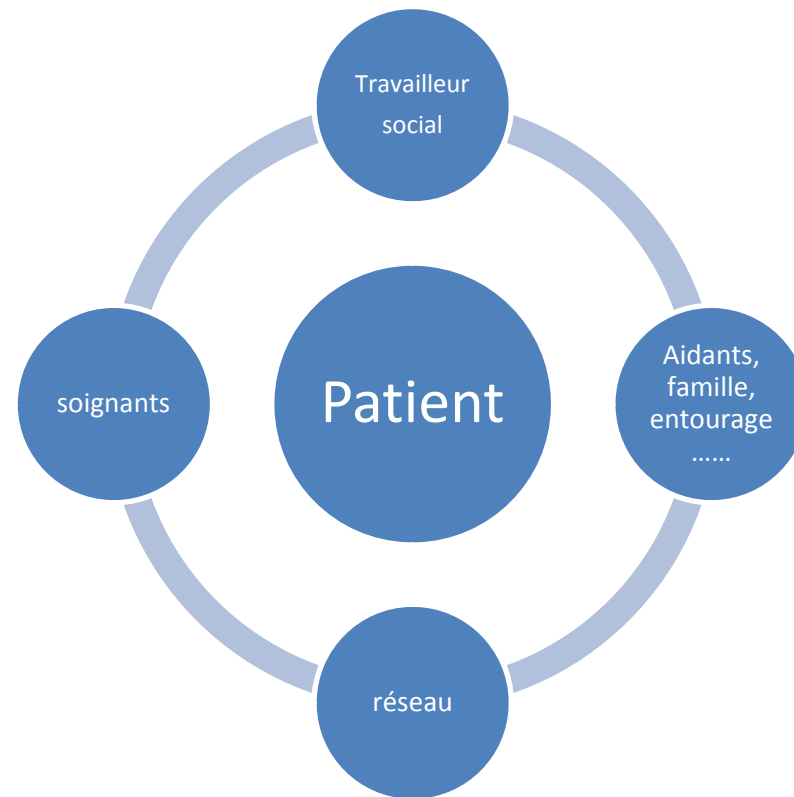 Travailleur
social
soignants
Patient
Aidants,
famille,
entourage
......
réseau